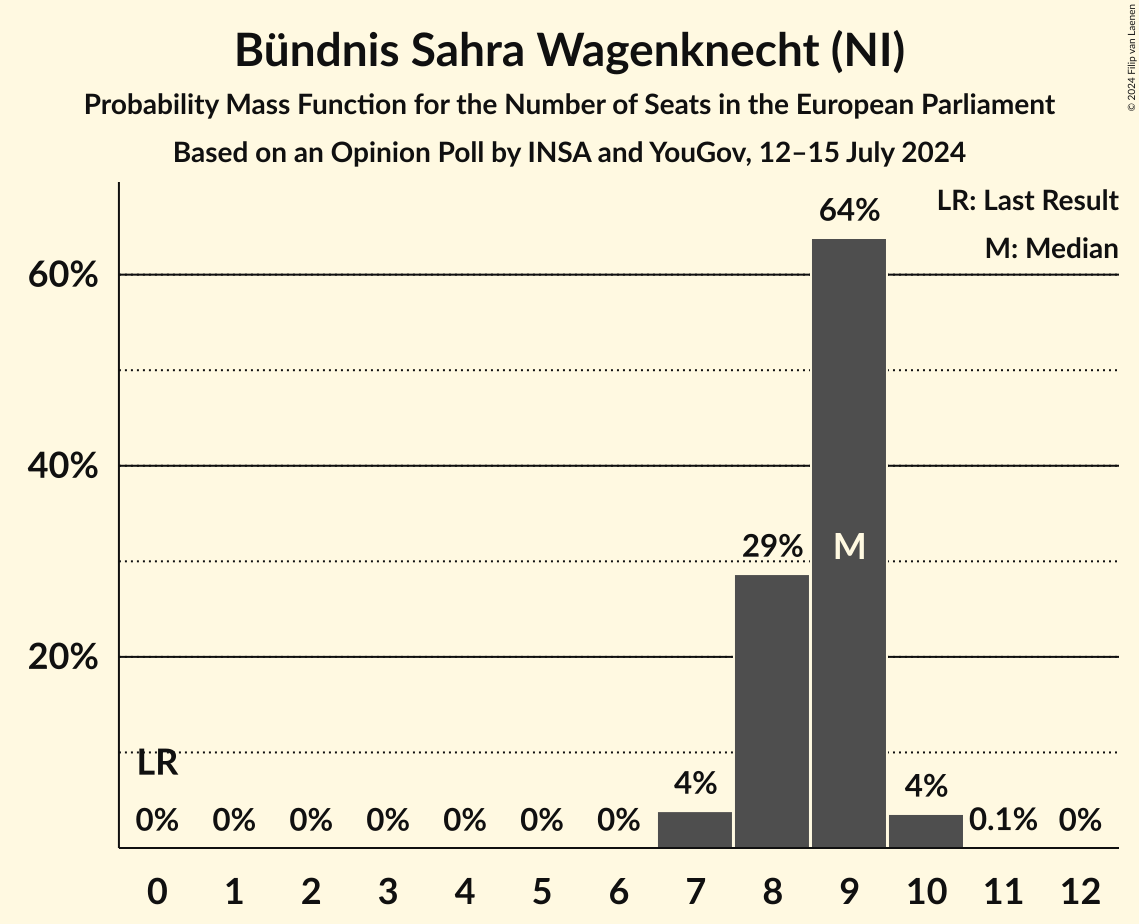 Bündnis Sahra Wagenknecht (NI)
Probability Mass Function for the Number of Seats in the European Parliament
Based on an Opinion Poll by INSA and YouGov, 12–15 July 2024
© 2024 Filip van Laenen
LR: Last Result
M: Median
60%
40%
20%
64%
29%
M
LR
0% 0% 0% 0% 0% 0% 0% 4% 4% 0.1% 0%
0 1 2 3 4 5 6 7 8 9 10 11 12